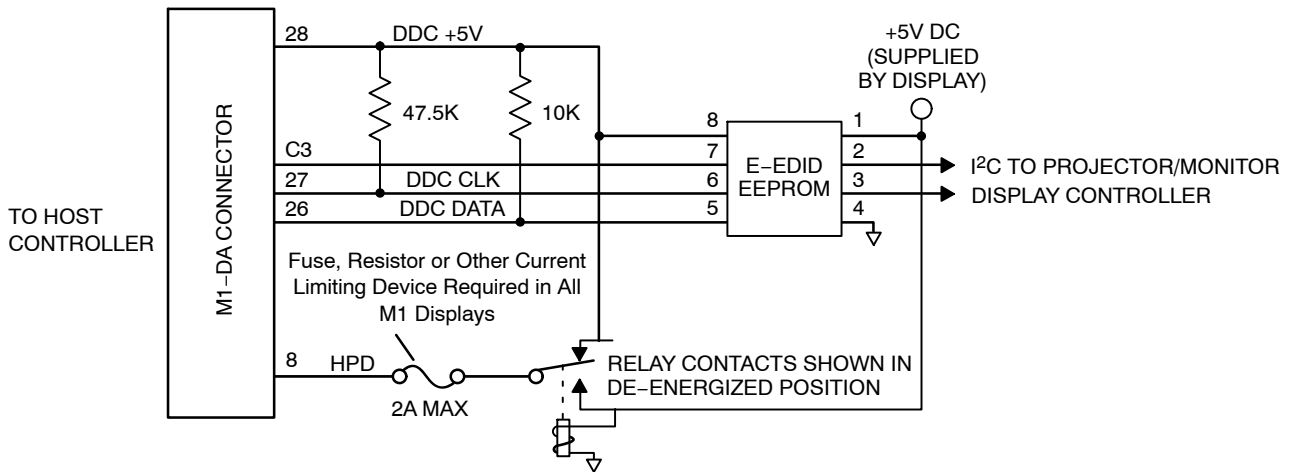 28
DDC +5V
+5V DC
(SUPPLIED
BY DISPLAY)
47.5K
10K
8
1
C3
7
2
E−EDID
EEPROM
I²C TO PROJECTOR/MONITOR
27
DDC CLK
6
3
DISPLAY CONTROLLER
26
DDC DATA
5
4
TO HOST
CONTROLLER
M1−DA CONNECTOR
Fuse, Resistor or Other Current
Limiting Device Required in All
M1 Displays
8
HPD
2A MAX
RELAY CONTACTS SHOWN IN
DE−ENERGIZED POSITION